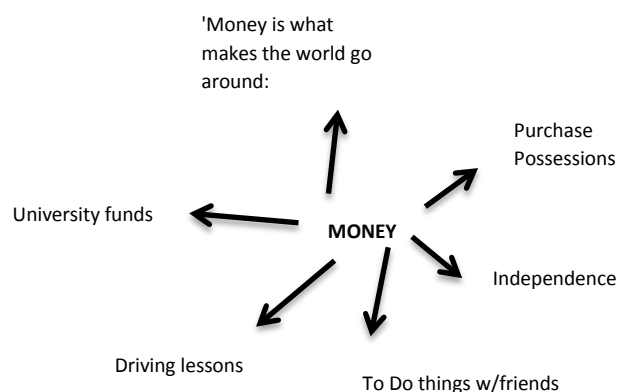 'Money is what
makes the world go
around:
Purchase
Possessions
University funds
MONEY
Independence
Driving lessons
To Do things w/friends